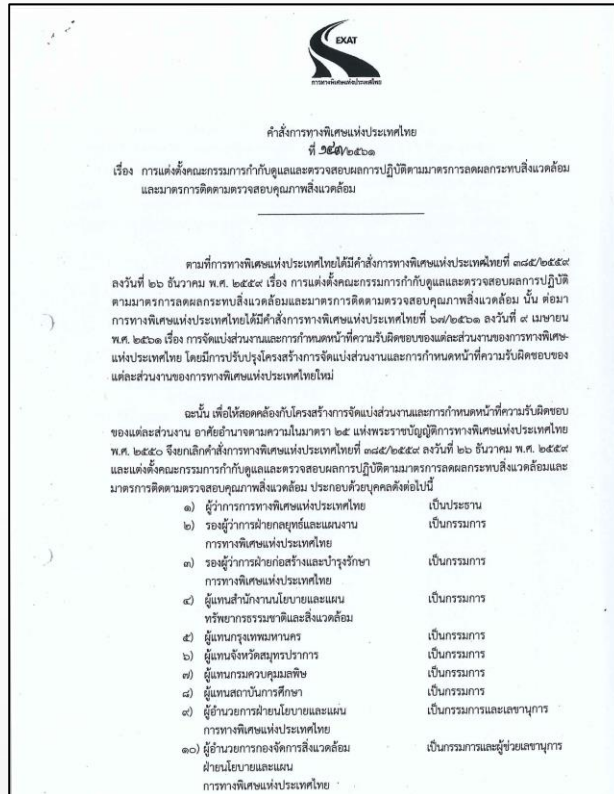 EXAT
การทางพิเศษแห่งประเทศไทย
คำสั่งการทางพิเศษแห่งประเทศไทย
ที่ /๒๕๖๑
เรื่อง การแต่งตั้งคณะกรรมการกำกับดูแลและตรวจสอบผลการปฏิบัติตามมาตรการลดผลกระทบสิ่งแวดล้อม
และมาตรการติดตามตรวจสอบคุณภาพสิ่งแวดล้อม
ตามที่การทางพิเศษแห่งประเทศไทยได้มีคำสั่งการทางพิเศษแห่งประเทศไทยที่ ๓๘๕/๒๕๕๙
ลงวันที่ ๒๖ ธันวาคม พ.ศ. ๒๕๕๙ เรื่อง การแต่งตั้งคณะกรรมการกำกับดูแลและตรวจสอบผลการปฏิบัติ
ตามมาตรการลดผลกระทบสิ่งแวดล้อมและมาตรการติดตามตรวจสอบคุณภาพสิ่งแวดล้อม นั้น ต่อมา
การทางพิเศษแห่งประเทศไทยได้มีคำสั่งการทางพิเศษแห่งประเทศไทยที่ ๖๗/๒๕๖๑ ลงวันที่ ๙ เมษายน
พ.ศ. ๒๕๖๑ เรื่อง การจัดแบ่งส่วนงานและการกำหนดหน้าที่ความรับผิดชอบของแต่ละส่วนงานของการทางพิเศษ-
แห่งประเทศไทย โดยมีการปรับปรุงโครงสร้างการจัดแบ่งส่วนงานและการกำหนดหน้าที่ความรับผิดชอบของ
แต่ละส่วนงานของการทางพิเศษแห่งประเทศไทยใหม่
ฉะนั้น เพื่อให้สอดคล้องกับโครงสร้างการจัดแบ่งส่วนงานและการกำหนดหน้าที่ความรับผิดชอบ
ของแต่ละส่วนงาน อาศัยอำนาจตามความในมาตรา ๒๕ แห่งพระราชบัญญัติการทางพิเศษแห่งประเทศไทย
พ.ศ. ๒๕๕๐ จึงยกเลิกคำสั่งการทางพิเศษแห่งประเทศไทยที่ ๓๘๕/๒๕๕๙ ลงวันที่ ๒๖ ธันวาคม พ.ศ. ๒๕๕๙
และแต่งตั้งคณะกรรมการกำกับดูแลและตรวจสอบผลการปฏิบัติตามมาตรการลดผลกระทบสิ่งแวดล้อมและ
มาตรการติดตามตรวจสอบคุณภาพสิ่งแวดล้อม ประกอบด้วยบุคคลดังต่อไปนี้
๑) ผู้ว่าการการทางพิเศษแห่งประเทศไทย เป็นประธาน
๒) รองผู้ว่าการฝ่ายกลยุทธ์และแผนงาน เป็นกรรมการ
การทางพิเศษแห่งประเทศไทย
๓) รองผู้ว่าการฝ่ายก่อสร้างและบำรุงรักษา เป็นกรรมการ
การทางพิเศษแห่งประเทศไทย
๔) ผู้แทนสำนักงานนโยบายและแผน เป็นกรรมการ
ทรัพยากรธรรมชาติและสิ่งแวดล้อม
๕) ผู้แทนกรุงเทพมหานคร เป็นกรรมการ
๖) ผู้แทนจังหวัดสมุทรปราการ เป็นกรรมการ
๗) ผู้แทนกรมควบคุมมลพิษ เป็นกรรมการ
๘) ผู้แทนสถาบันการศึกษา เป็นกรรมการ
๙) ผู้อำนวยการฝ่ายนโยบายและแผน เป็นกรรมการและเลขานุการ
การทางพิเศษแห่งประเทศไทย
๑๐) ผู้อำนวยการกองจัดการสิ่งแวดล้อม เป็นกรรมการและผู้ช่วยเลขานุการ
ฝ่ายนโยบายและแผน
การทางพิเศษแห่งประเทศไทย